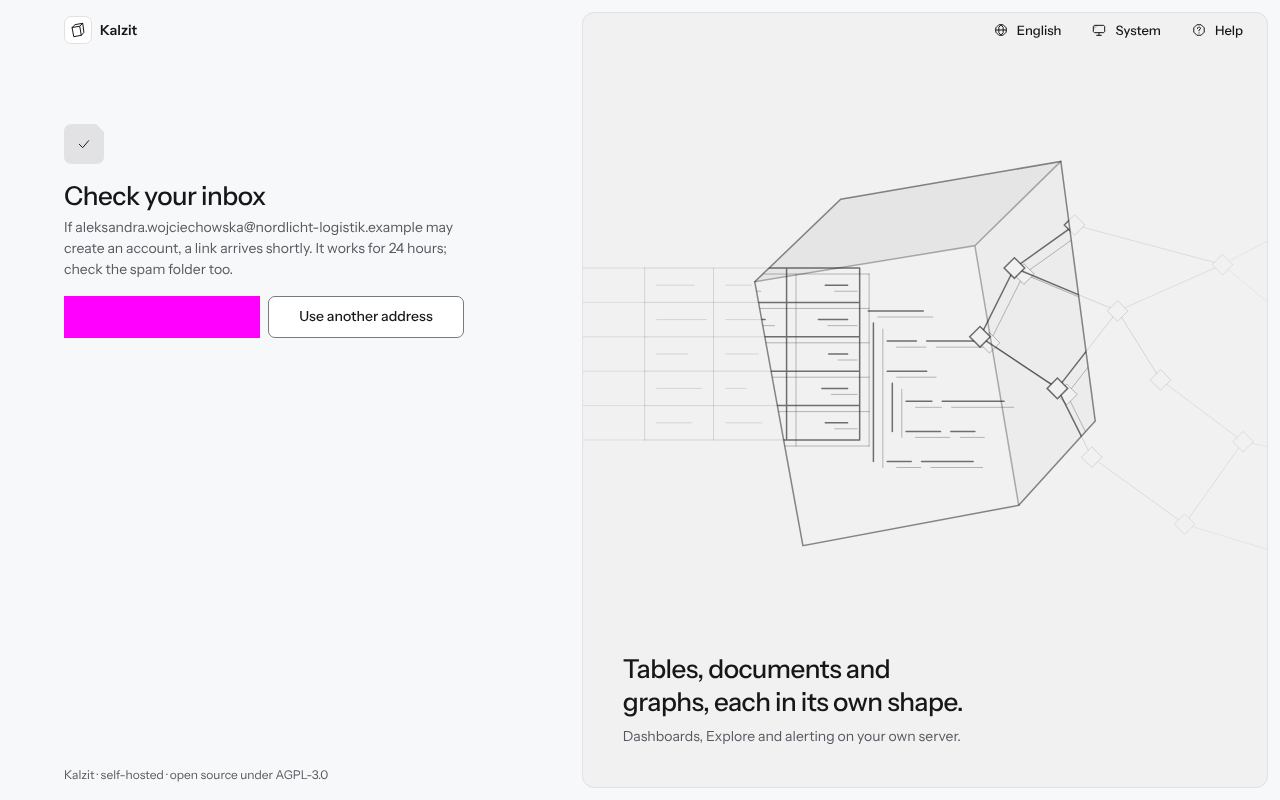 Kalzit
English
System
Help
Check your inbox
If aleksandra.wojciechowska@nordlicht-logistik.example may
create an account, a link arrives shortly. It works for 24 hours;
check the spam folder too.
Use another address
Tables, documents and
graphs, each in its own shape.
Dashboards, Explore and alerting on your own server.
Kalzit · self-hosted · open source under AGPL-3.0